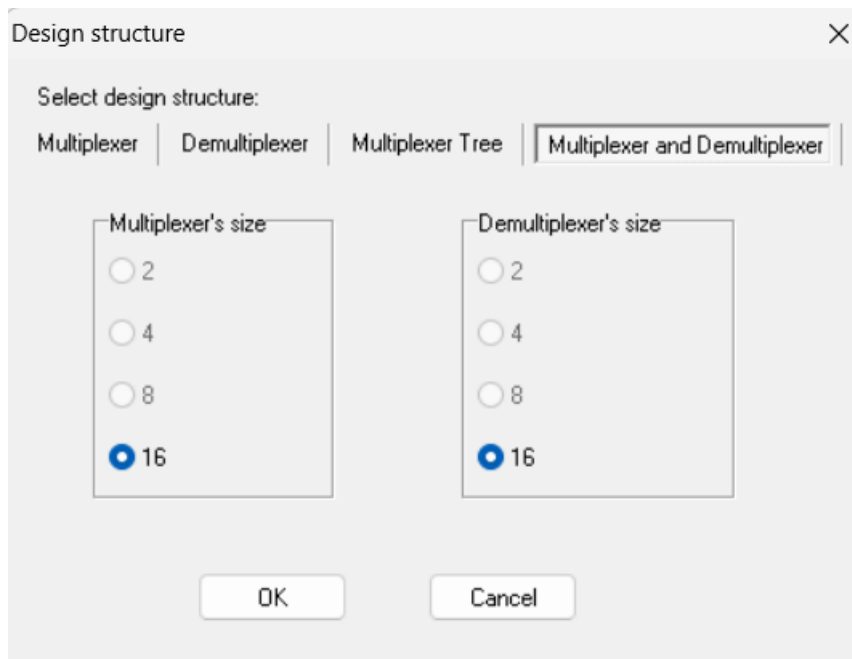 Design structure
Select design structure:
Multiplexer Demultiplexer Multiplexer Tree Multiplexer and Demultiplexer
Multiplexer's size Demultiplexer's size
2 2
4 4
8 8
16 16
OK Cancel